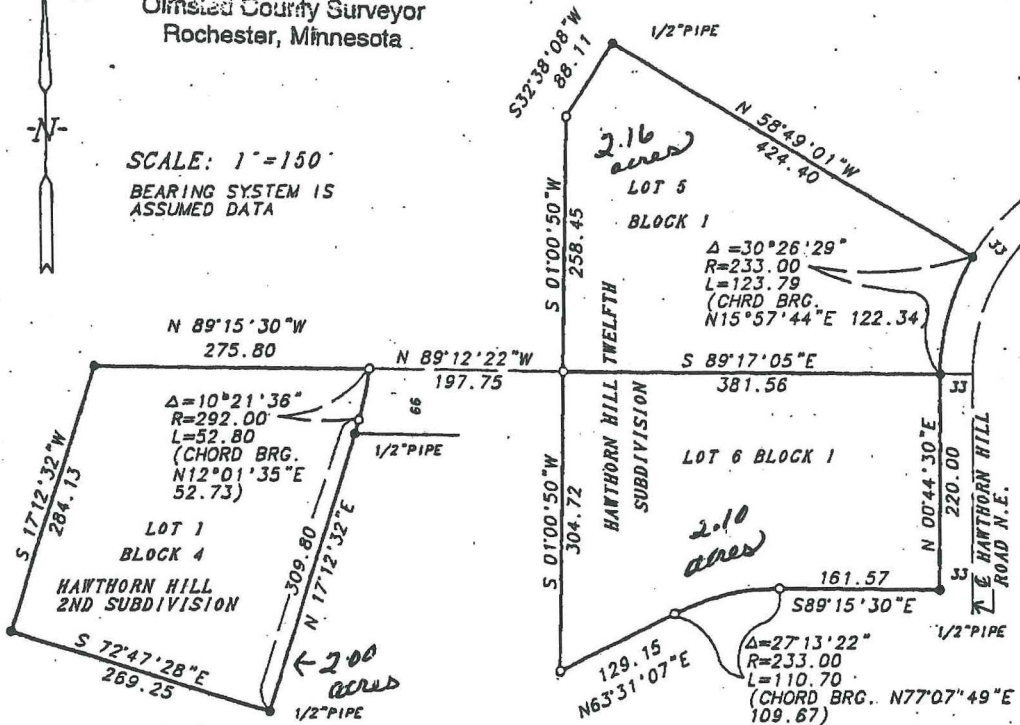 Olmsted County Surveyor
Rochester, Minnesota
-N-
SCALE: 1"=150'
BEARING SYSTEM IS
ASSUMED DATA
1/2"PIPE
S32°38'08"W
88.11
N 58°49'01"W
424.40
2.16
acres
LOT 5
BLOCK 1
S 01°00'50"W
258.45
Δ=30°26'29"
R=233.00
L=123.79
(CHRD BRG.
N15°57'44"E 122.34)
33
N 89°15'30"W
275.80
N 89°12'22"W
197.75
S 89°17'05"E
381.56
33
66
Δ=10°21'36"
R=292.00
L=52.80
(CHORD BRG.
N12°01'35"E
52.73)
1/2"PIPE
HAWTHORN HILL TWELFTH
SUBDIVISION
LOT 6 BLOCK 1
N 00°44'30"E
220.00
S 17°12'32"W
284.13
LOT 1
BLOCK 4
HAWTHORN HILL
2ND SUBDIVISION
309.80
N 17°12'32"E
S 01°00'50"W
304.72
2.10
acres
161.57
S89°15'30"E
33
℄ HAWTHORN HILL
ROAD N.E.
1/2"PIPE
S 72°47'28"E
269.25
←2.00
acres
1/2"PIPE
129.15
N63°31'07"E
Δ=27°13'22"
R=233.00
L=110.70
(CHORD BRG. N77°07'49"E
109.67)